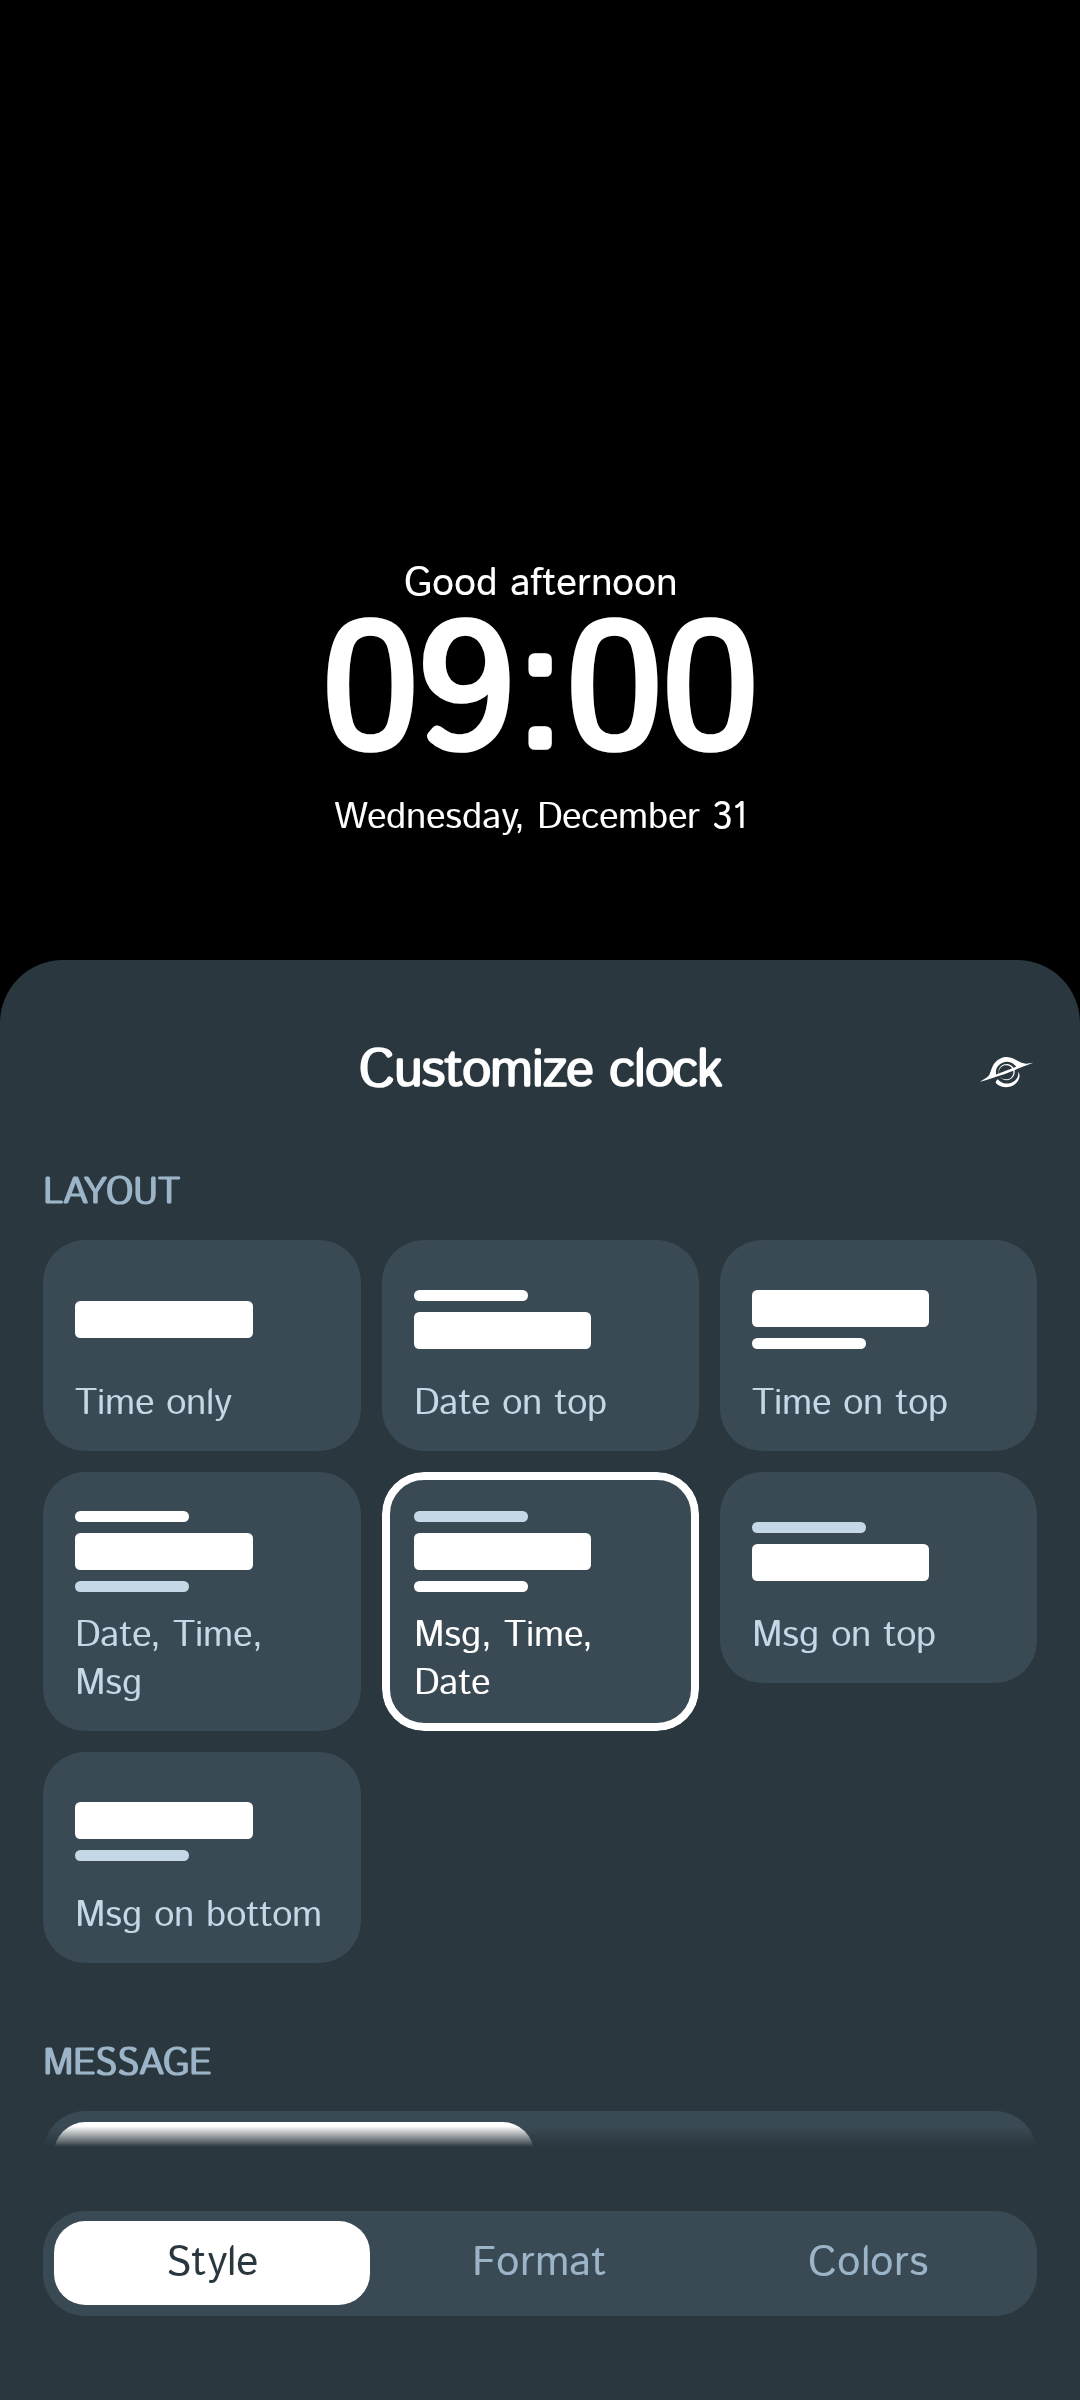 Good afternoon
09:00
Wednesday, December 31
Customize clock
LAYOUT
Time only
Date on top
Time on top
Date, Time,
Msg
Msg, Time,
Date
Msg on top
Msg on bottom
MESSAGE
Style
Format
Colors